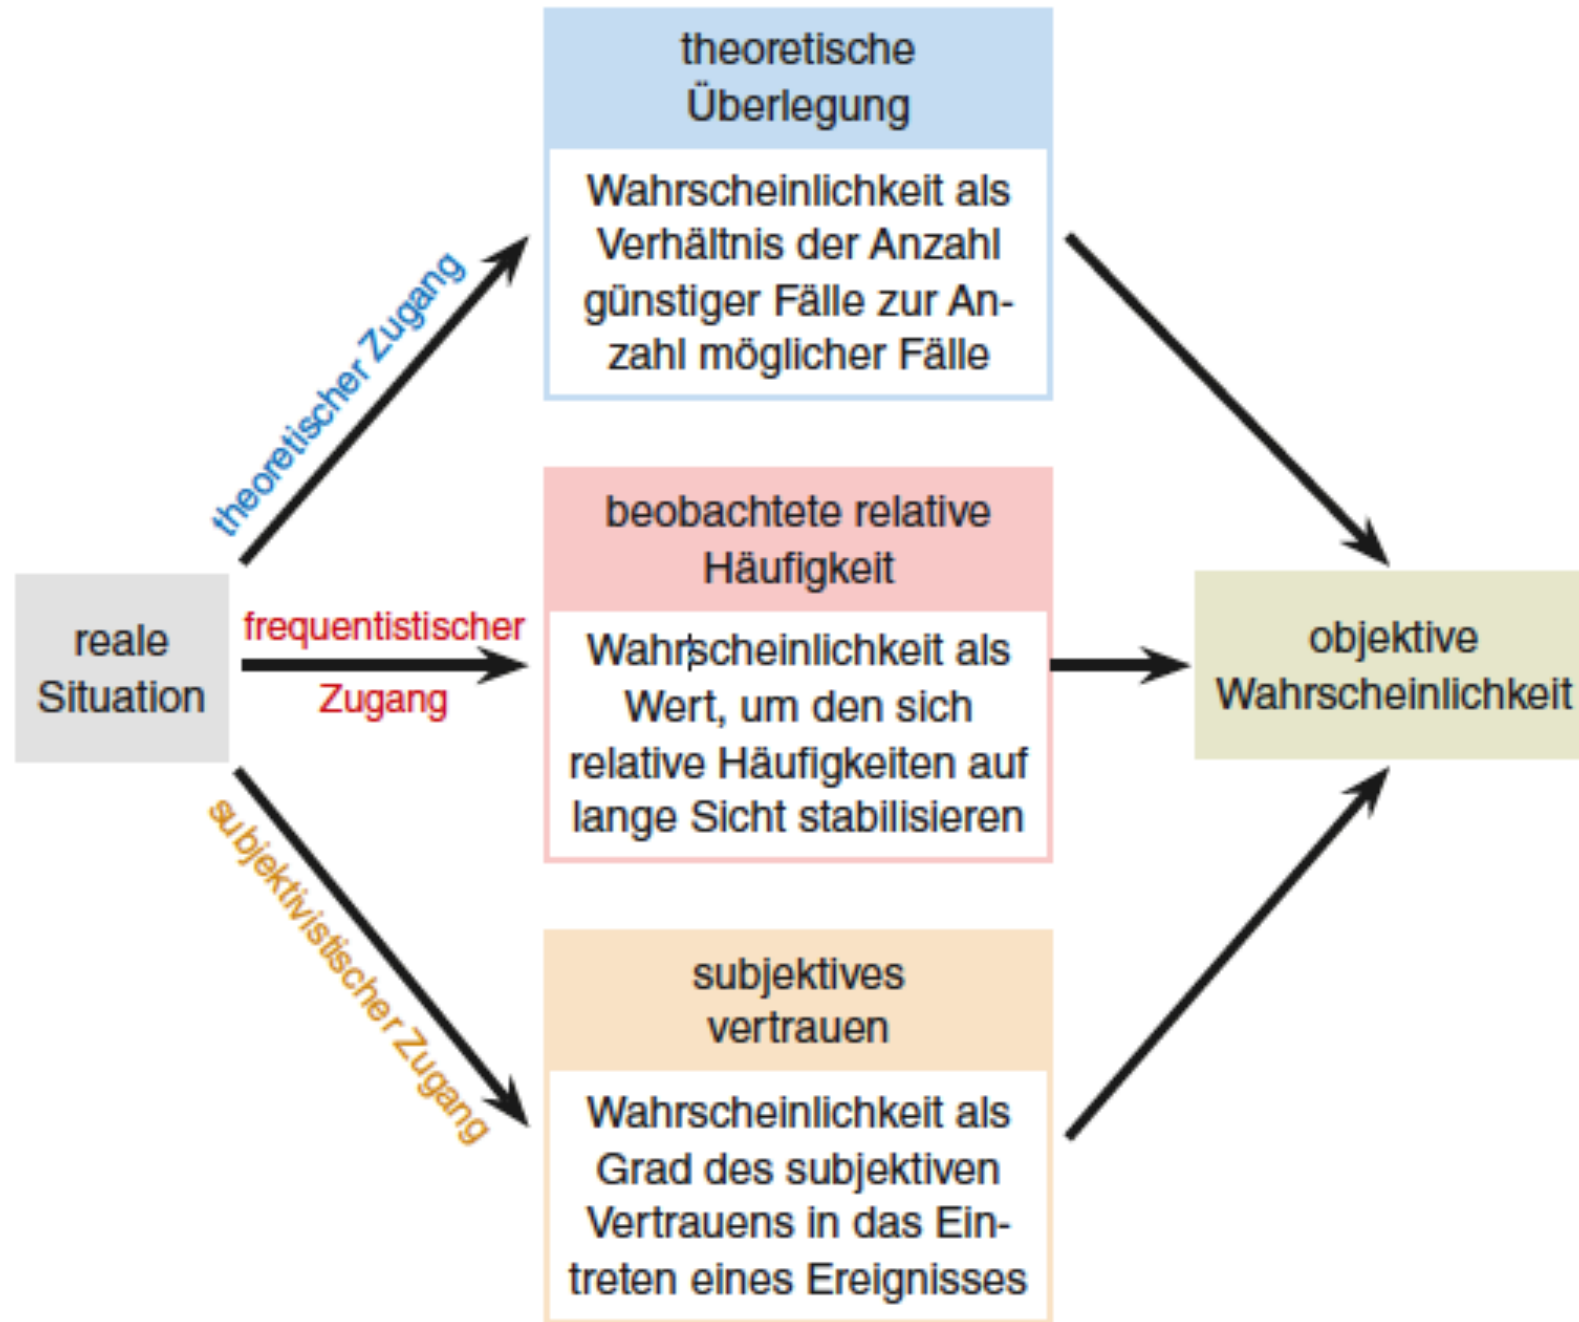 theoretische
Überlegung
Wahrscheinlichkeit als
Verhältnis der Anzahl
günstiger Fälle zur An-
zahl möglicher Fälle
theoretischer Zugang
beobachtete relative
Häufigkeit
Wahrscheinlichkeit als
Wert, um den sich
relative Häufigkeiten auf
lange Sicht stabilisieren
reale
Situation
frequentistischer
Zugang
objektive
Wahrscheinlichkeit
subjektivistischer Zugang
subjektives
vertrauen
Wahrscheinlichkeit als
Grad des subjektiven
Vertrauens in das Ein-
treten eines Ereignisses